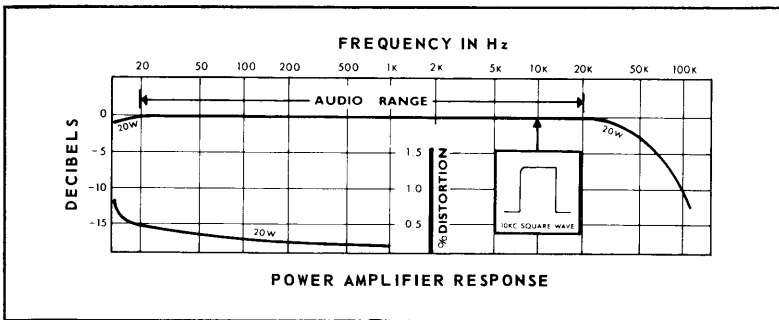 FREQUENCY IN Hz
20 50 100 200 500 1K 2K 5K 10K 20K 50K 100K
AUDIO RANGE
DECIBELS
0
-5
-10
-15
20W
20W
20W
1.5
1.0
0.5
% DISTORTION
10KC SQUARE WAVE
POWER AMPLIFIER RESPONSE